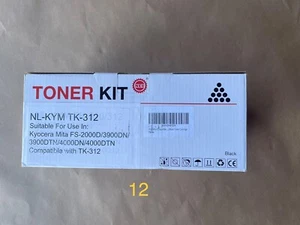 TONER KIT
NL-KYM TK-312
Suitable For Use In:
Kyocera Mita FS-2000D/3900DN/
3900DTN/4000DN/4000DTN
Compatible with TK-312
Black
12